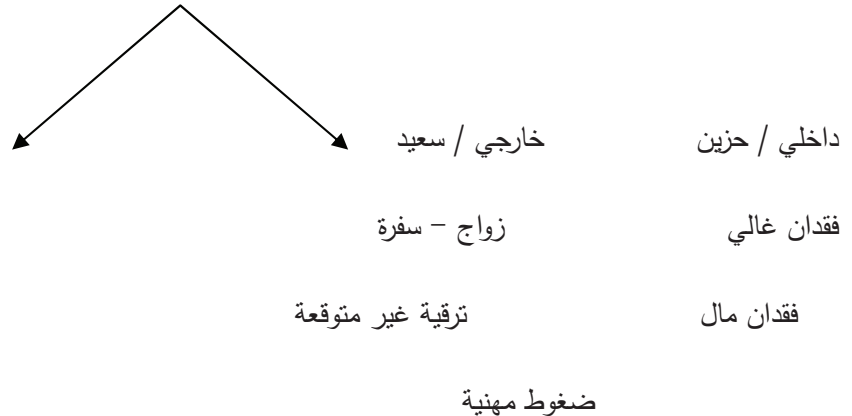 داخلي / حزين خارجي / سعيد
فقدان غالي زواج – سفرة
فقدان مال ترقية غير متوقعة
ضغوط مهنية